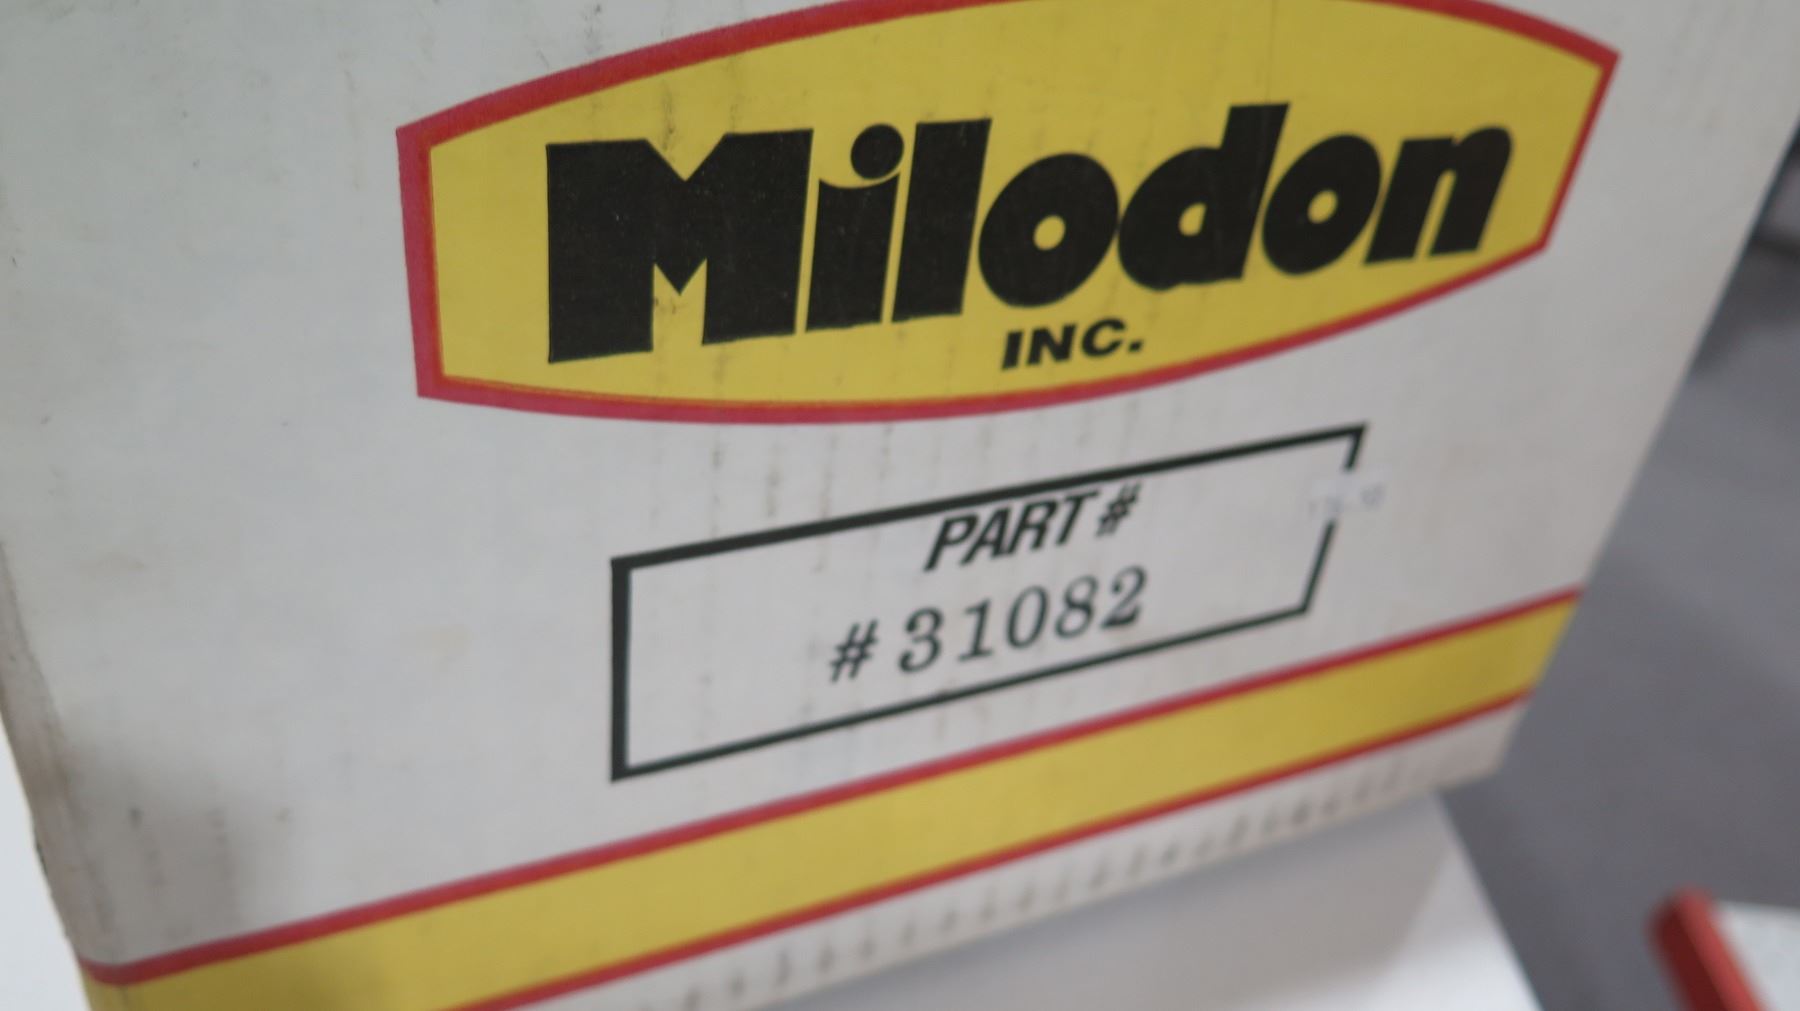 Milodon
INC.
PART #
# 31082